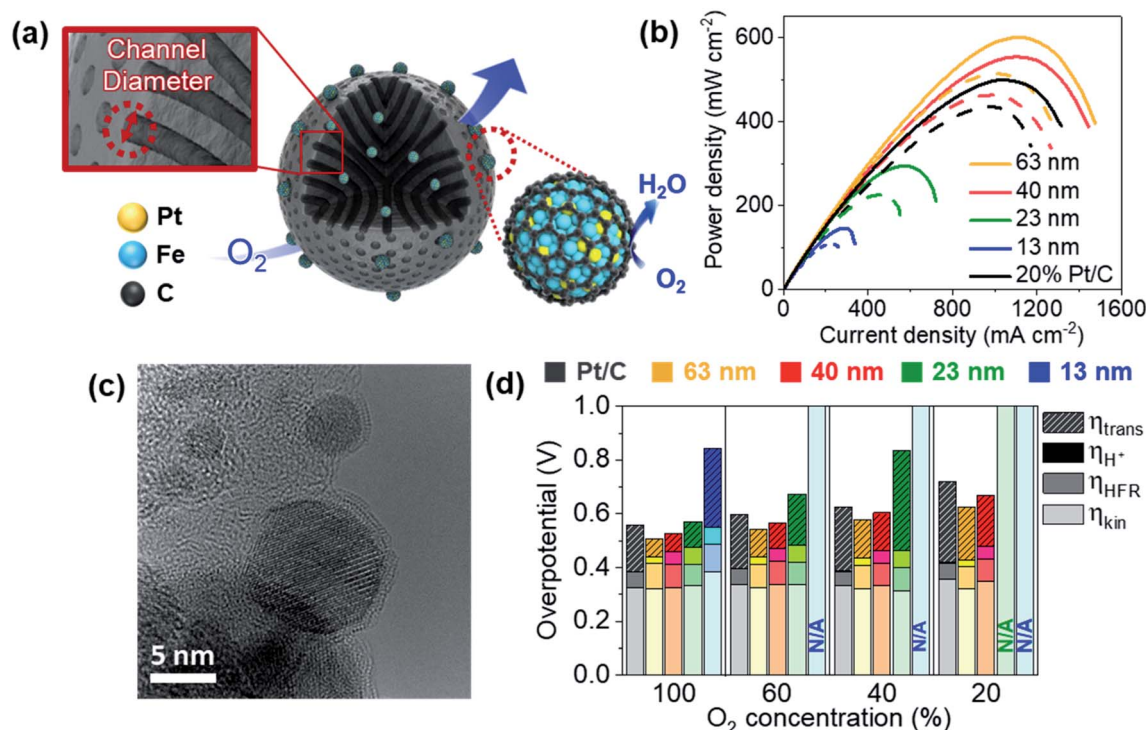 (a)
Channel
Diameter
Pt
Fe
C
O₂
H₂O
O₂
(b)
Power density (mW cm⁻²)
600
400
200
0
63 nm
40 nm
23 nm
13 nm
20% Pt/C
0 400 800 1200 1600
Current density (mA cm⁻²)
(c)
5 nm
(d)
Pt/C 63 nm 40 nm 23 nm 13 nm
Overpotential (V)
1.0
0.8
0.6
0.4
0.2
0.0
N/A
N/A
N/A
N/A
ηtrans
ηH⁺
ηHFR
ηkin
100 60 40 20
O₂ concentration (%)